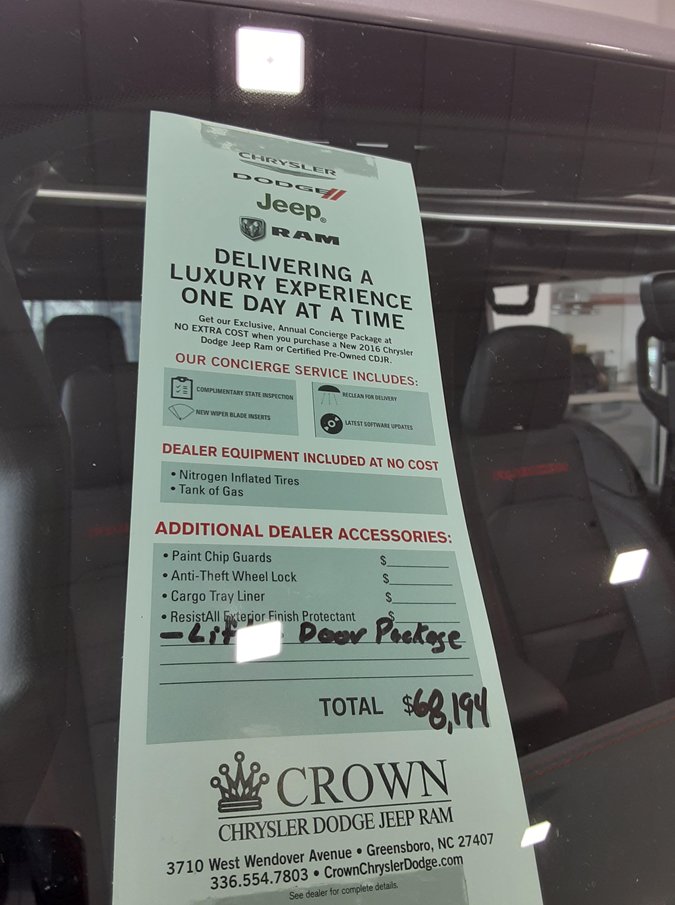 CHRYSLER
DODGE
Jeep®
RAM
DELIVERING A
LUXURY EXPERIENCE
ONE DAY AT A TIME
Get our Exclusive, Annual Concierge Package at
NO EXTRA COST when you purchase a New 2016 Chrysler
Dodge Jeep Ram or Certified Pre-Owned CDJR.
OUR CONCIERGE SERVICE INCLUDES:
COMPLIMENTARY STATE INSPECTION
RECLEAN FOR DELIVERY
NEW WIPER BLADE INSERTS
LATEST SOFTWARE UPDATES
DEALER EQUIPMENT INCLUDED AT NO COST
• Nitrogen Inflated Tires
• Tank of Gas
ADDITIONAL DEALER ACCESSORIES:
• Paint Chip Guards $
• Anti-Theft Wheel Lock $
• Cargo Tray Liner $
• ResistAll Exterior Finish Protectant $
- Door Package
TOTAL $68,194
CROWN
CHRYSLER DODGE JEEP RAM
3710 West Wendover Avenue • Greensboro, NC 27407
336.554.7803 • CrownChryslerDodge.com
See dealer for complete details.